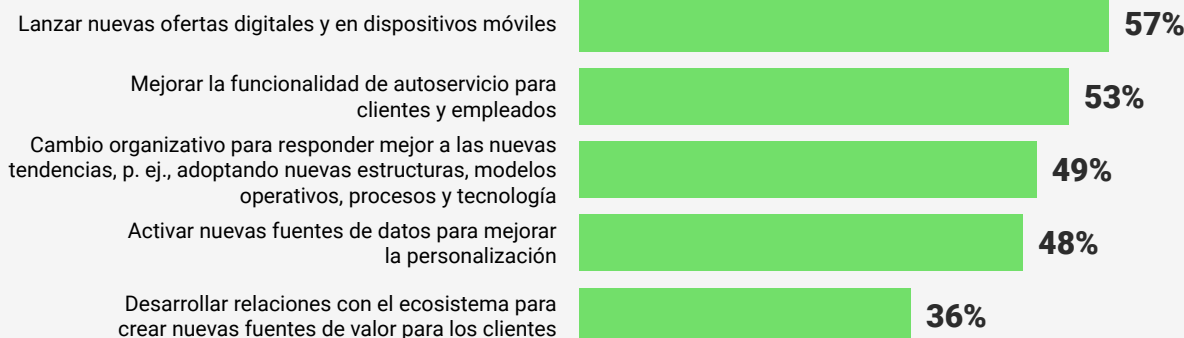 Lanzar nuevas ofertas digitales y en dispositivos móviles
57%
Mejorar la funcionalidad de autoservicio para
clientes y empleados
53%
Cambio organizativo para responder mejor a las nuevas
tendencias, p. ej., adoptando nuevas estructuras, modelos
operativos, procesos y tecnología
49%
Activar nuevas fuentes de datos para mejorar
la personalización
48%
Desarrollar relaciones con el ecosistema para
crear nuevas fuentes de valor para los clientes
36%